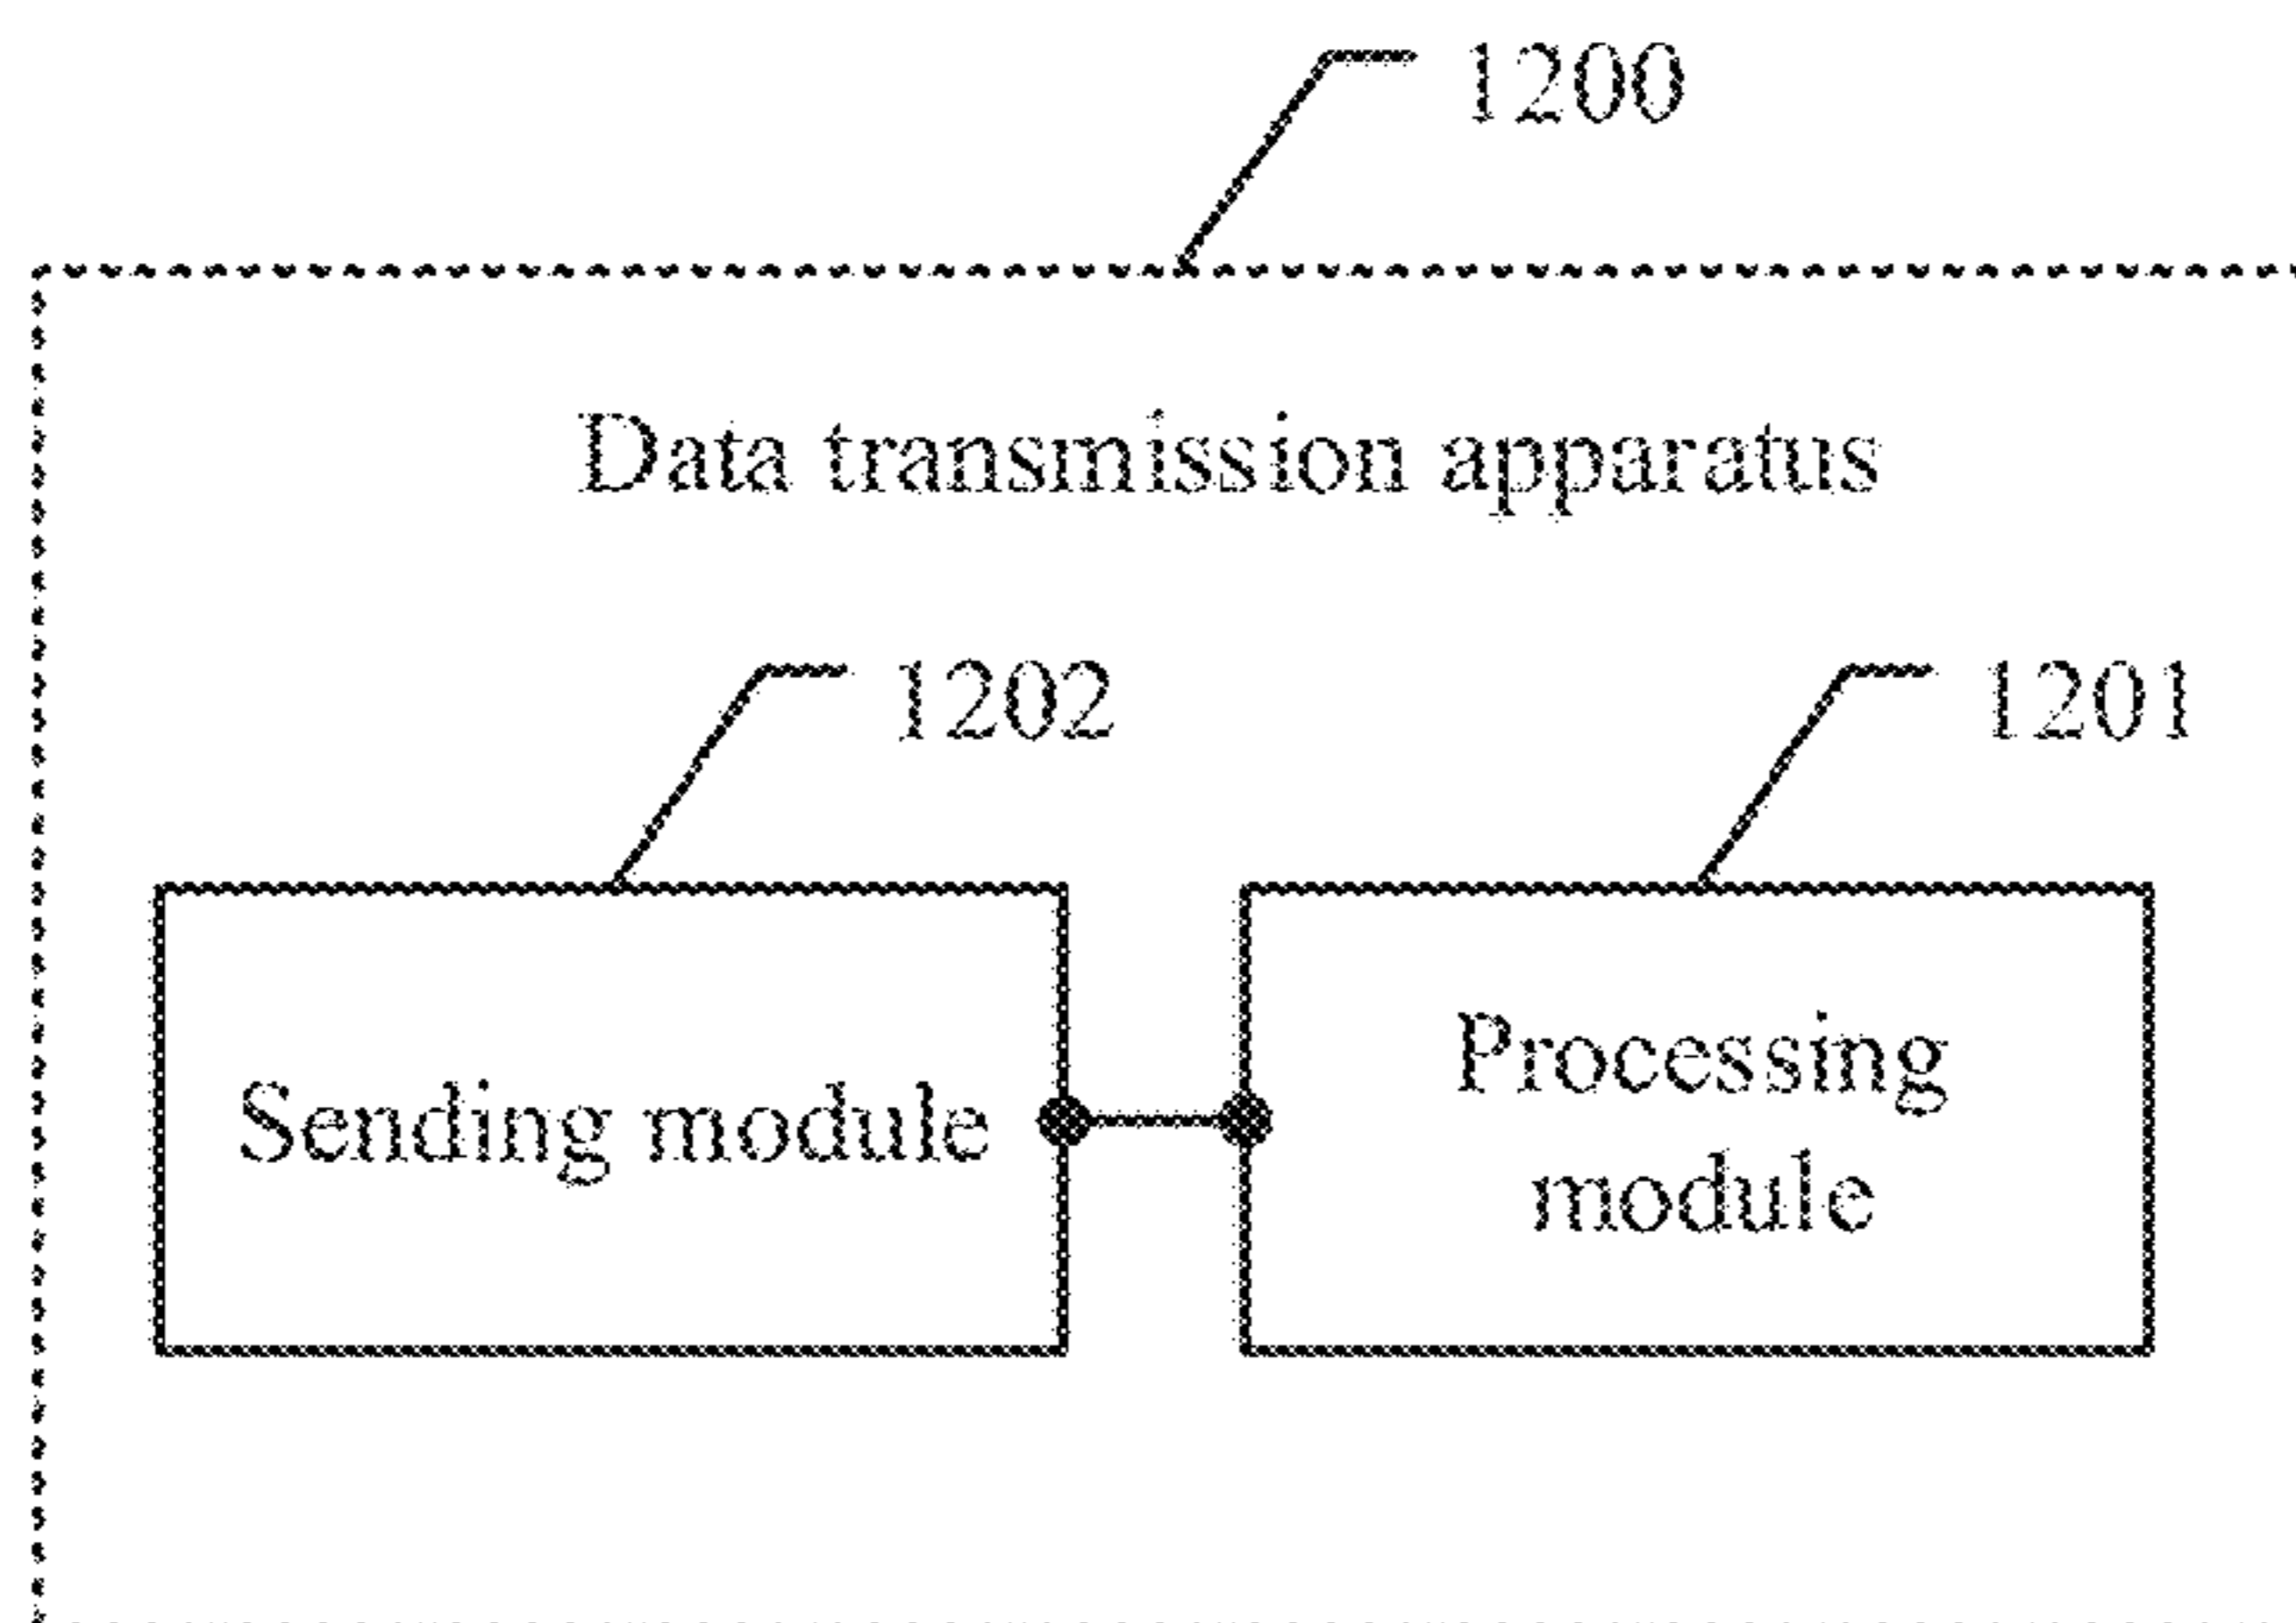 1200
Data transmission apparatus
1202
1201
Sending module
Processing
module